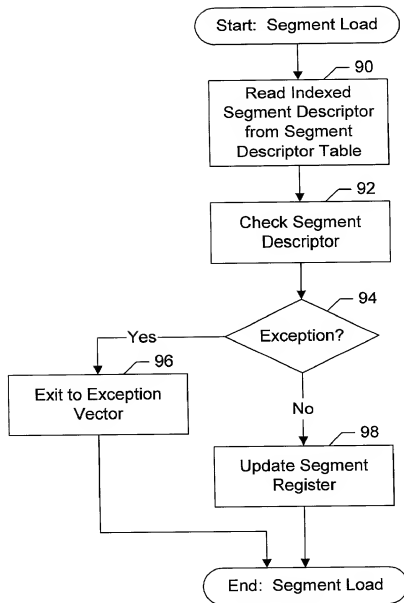 Start: Segment Load
90
Read Indexed
Segment Descriptor
from Segment
Descriptor Table
92
Check Segment
Descriptor
94
Exception?
Yes
96
Exit to Exception
Vector
No
98
Update Segment
Register
End: Segment Load